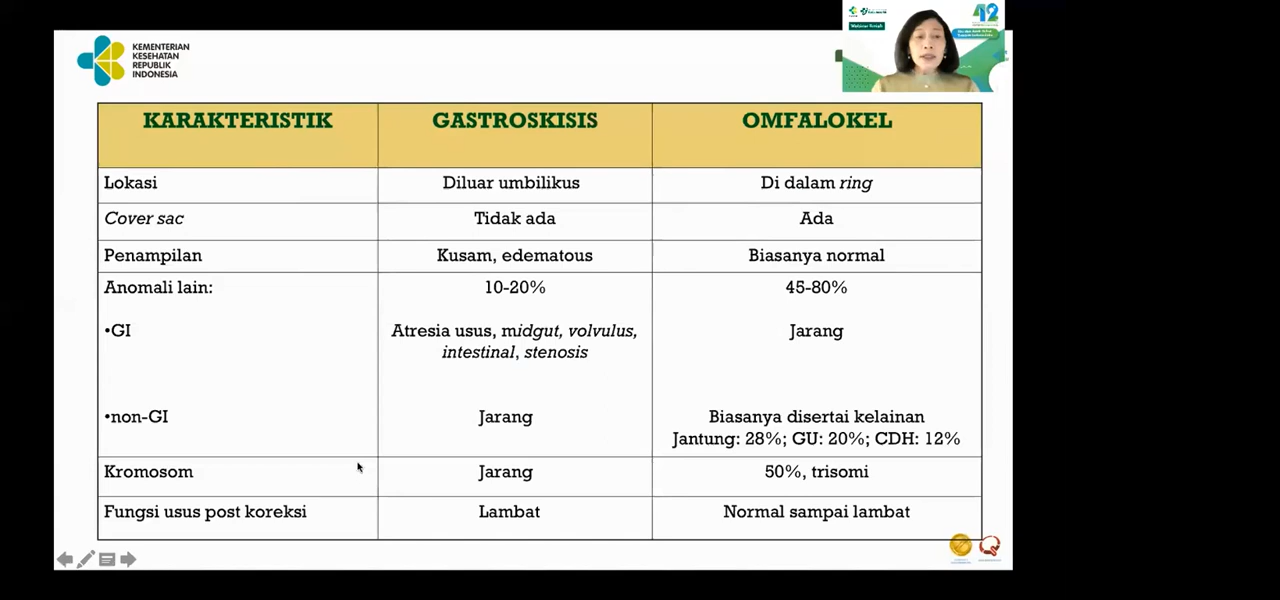 KEMENTERIAN
KESEHATAN
REPUBLIK
INDONESIA
Webinar Ilmiah
42
KARAKTERISTIK GASTROSKISIS OMFALOKEL
Lokasi Diluar umbilikus Di dalam ring
Cover sac Tidak ada Ada
Penampilan Kusam, edematous Biasanya normal
Anomali lain: 10-20% 45-80%
•GI Atresia usus, midgut, volvulus, Jarang
intestinal, stenosis
•non-GI Jarang Biasanya disertai kelainan
Jantung: 28%; GU: 20%; CDH: 12%
Kromosom Jarang 50%, trisomi
Fungsi usus post koreksi Lambat Normal sampai lambat